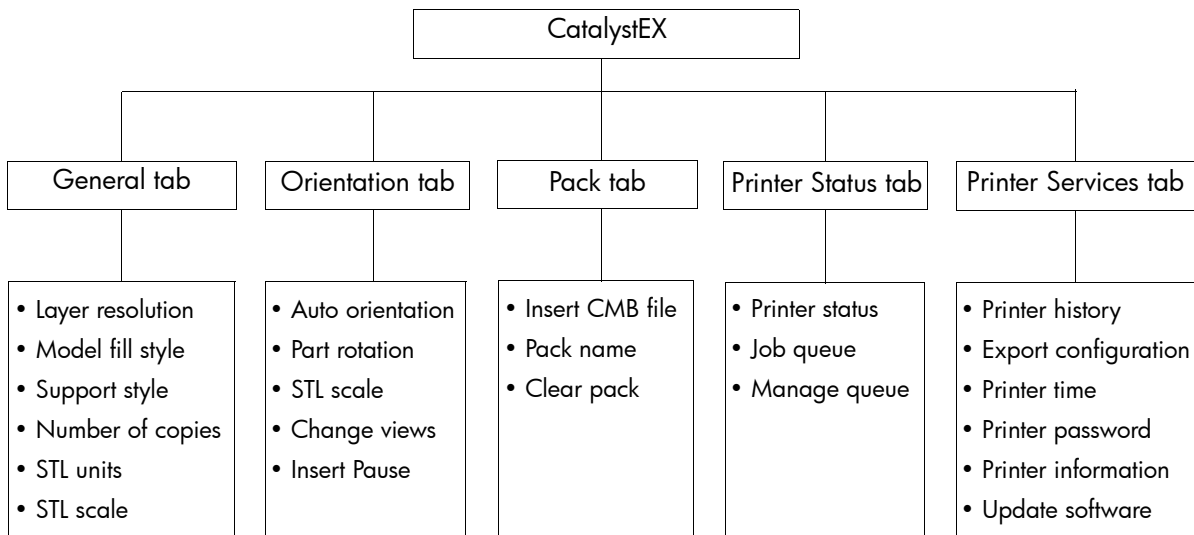 CatalystEX
General tab
Orientation tab
Pack tab
Printer Status tab
Printer Services tab
• Layer resolution
• Model fill style
• Support style
• Number of copies
• STL units
• STL scale
• Auto orientation
• Part rotation
• STL scale
• Change views
• Insert Pause
• Insert CMB file
• Pack name
• Clear pack
• Printer status
• Job queue
• Manage queue
• Printer history
• Export configuration
• Printer time
• Printer password
• Printer information
• Update software